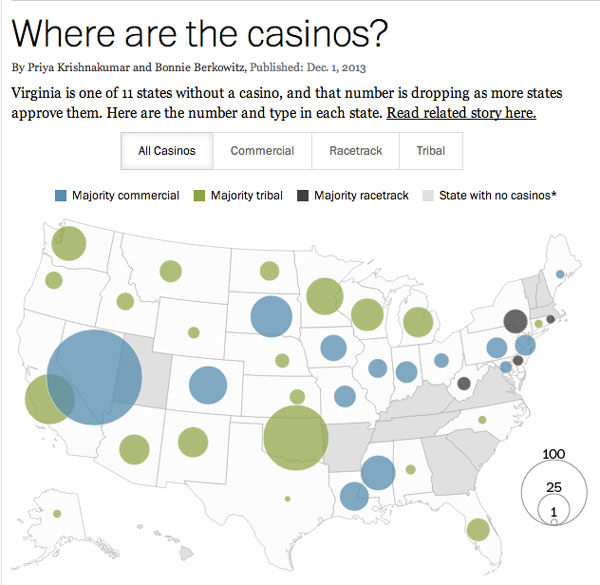 Where are the casinos?
By Priya Krishnakumar and Bonnie Berkowitz, Published: Dec. 1, 2013
Virginia is one of 11 states without a casino, and that number is dropping as more states
approve them. Here are the number and type in each state. Read related story here.
All Casinos Commercial Racetrack Tribal
Majority commercial Majority tribal Majority racetrack State with no casinos*
100
25
1